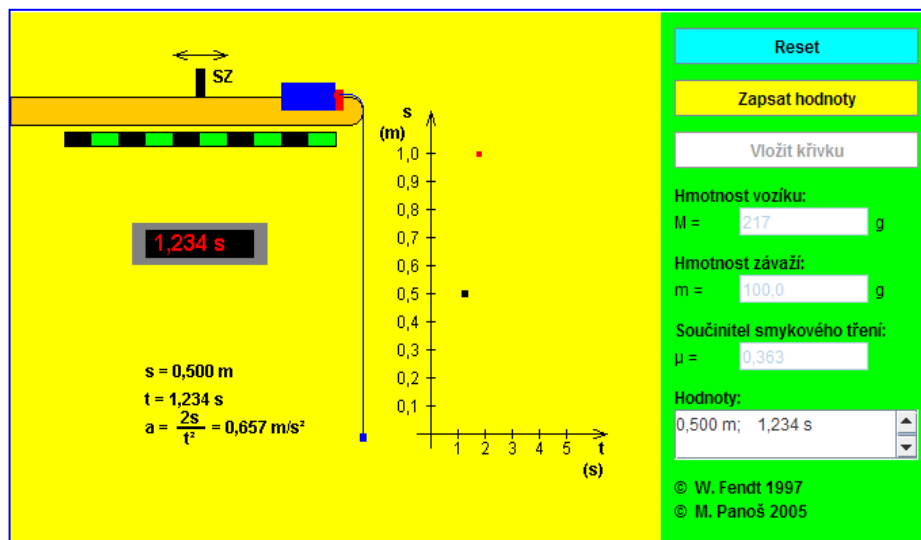 SZ
1,234 s
s = 0,500 m
t = 1,234 s
a = 2s / t² = 0,657 m/s²
s
(m)
1,0
0,9
0,8
0,7
0,6
0,5
0,4
0,3
0,2
0,1
1 2 3 4 5 t
(s)
Reset
Zapsat hodnoty
Vložit křivku
Hmotnost vozíku:
M = 217 g
Hmotnost závaží:
m = 100,0 g
Součinitel smykového tření:
μ = 0,363
Hodnoty:
0,500 m; 1,234 s
© W. Fendt 1997
© M. Panoš 2005